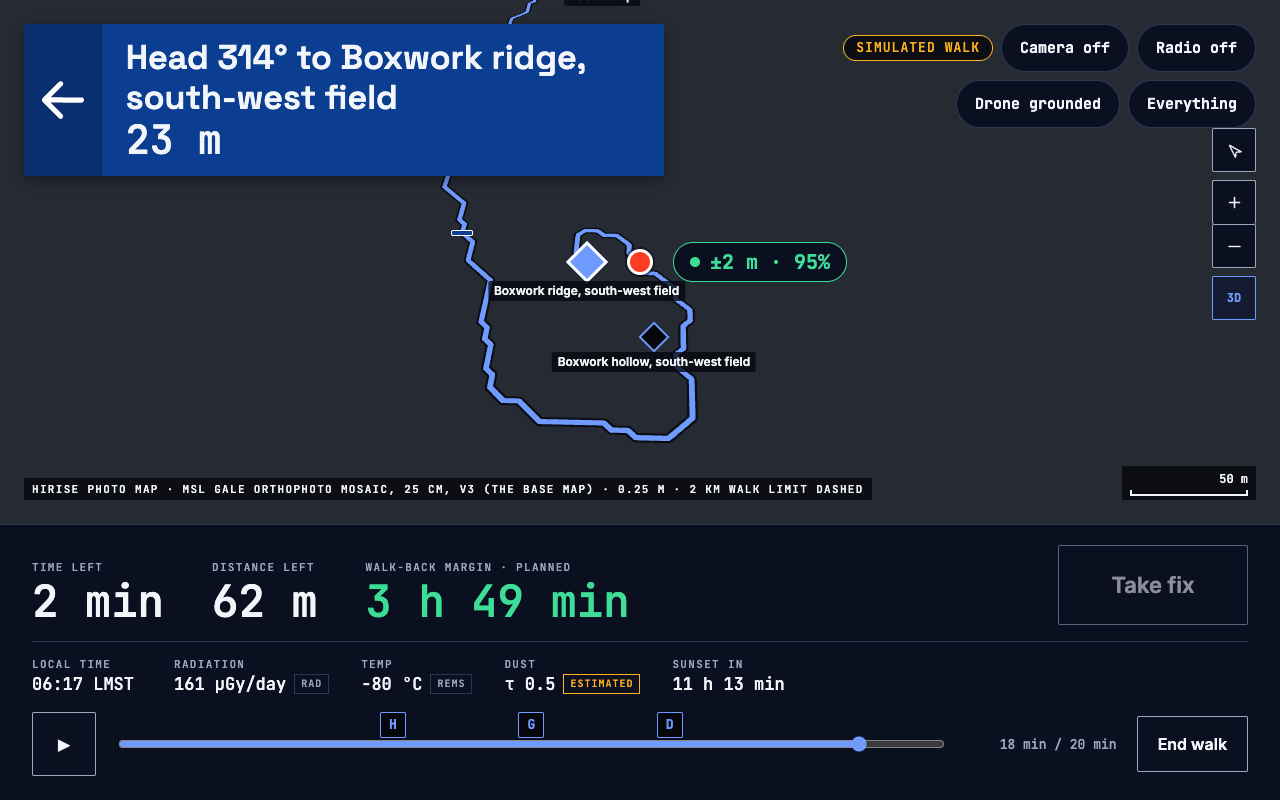 Head 314° to Boxwork ridge,
south-west field
23 m
SIMULATED WALK
Camera off
Radio off
Drone grounded
Everything
+
−
3D
±2 m · 95%
Boxwork ridge, south-west field
Boxwork hollow, south-west field
HIRISE PHOTO MAP · MSL GALE ORTHOPHOTO MOSAIC, 25 CM, V3 (THE BASE MAP) · 0.25 M · 2 KM WALK LIMIT DASHED
50 m
TIME LEFT
2 min
DISTANCE LEFT
62 m
WALK-BACK MARGIN · PLANNED
3 h 49 min
Take fix
LOCAL TIME
06:17 LMST
RADIATION
161 µGy/day RAD
TEMP
-80 °C REMS
DUST
τ 0.5 ESTIMATED
SUNSET IN
11 h 13 min
H
G
D
18 min / 20 min
End walk